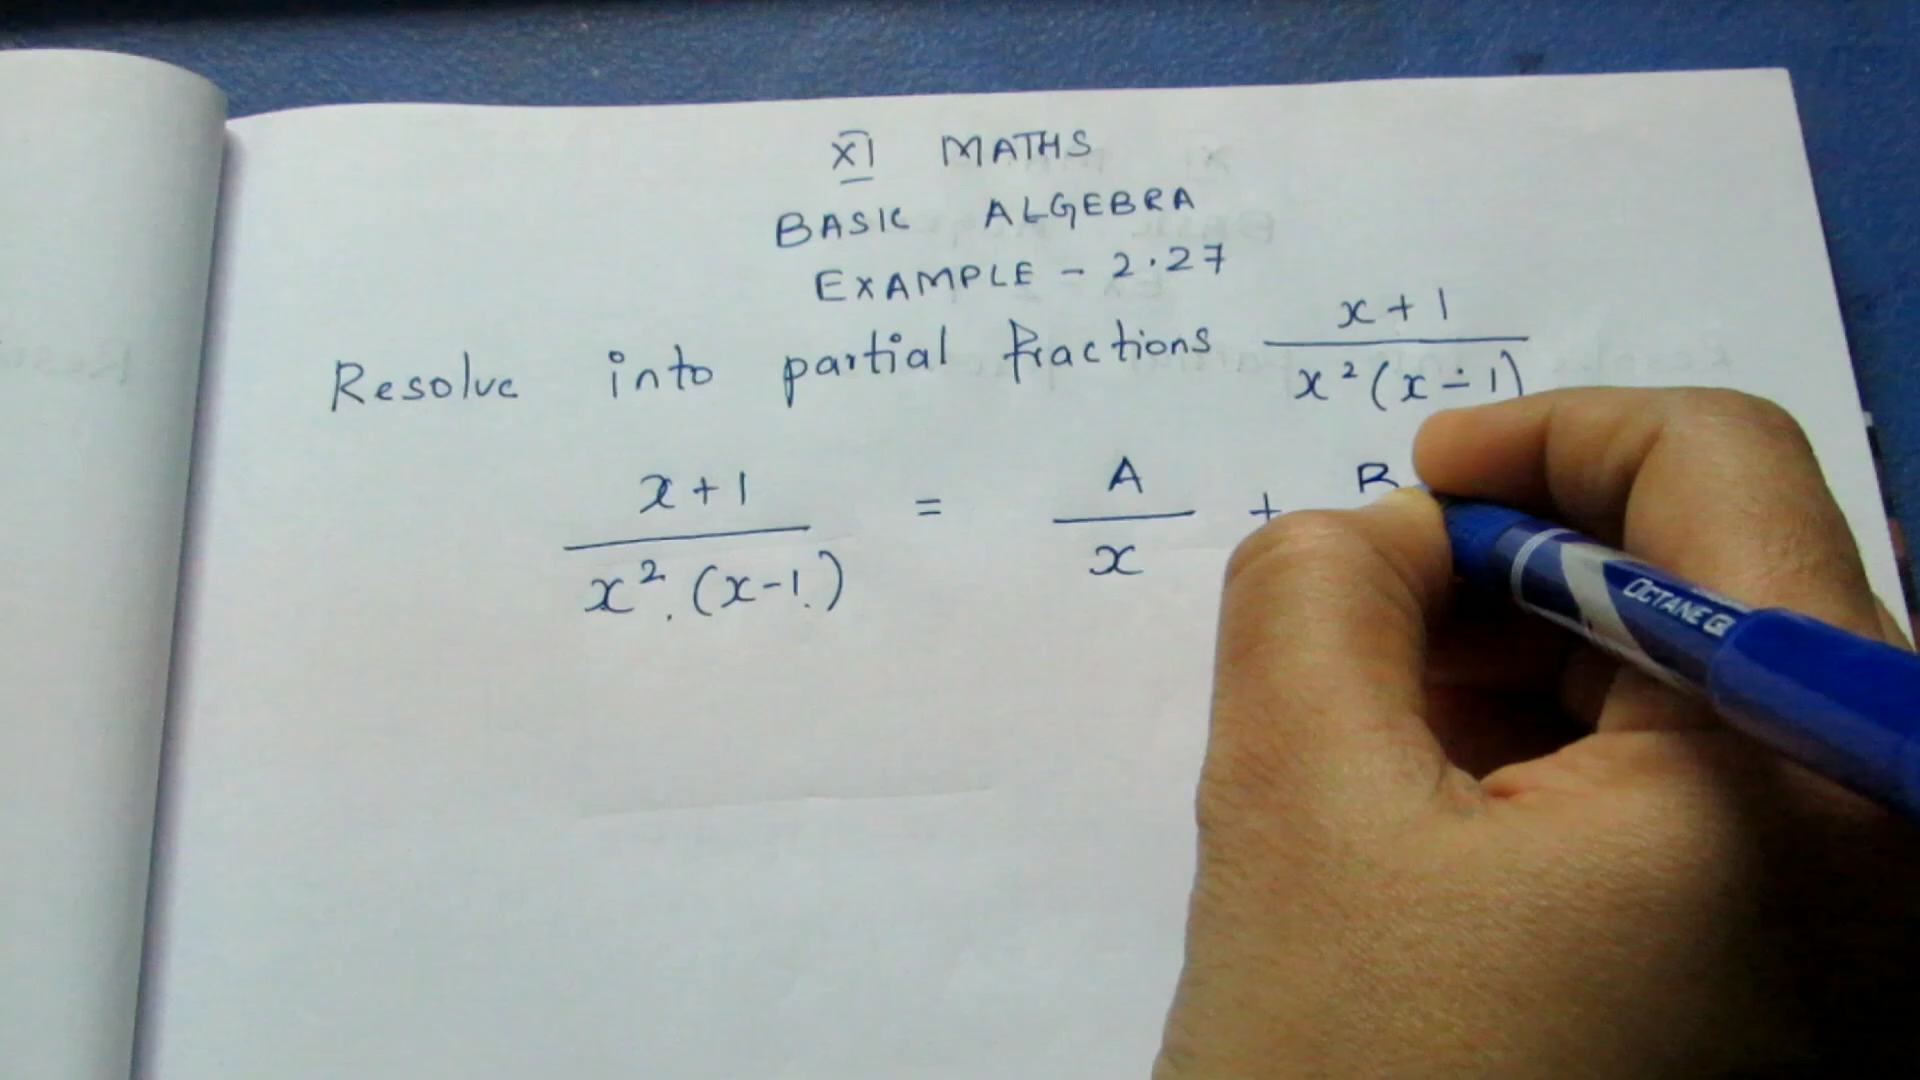 XI MATHS
BASIC ALGEBRA
EXAMPLE - 2.27
Resolve into partial fractions x+1 / x²(x-1)
x+1 / x².(x-1.) = A / x + B
OCTANE